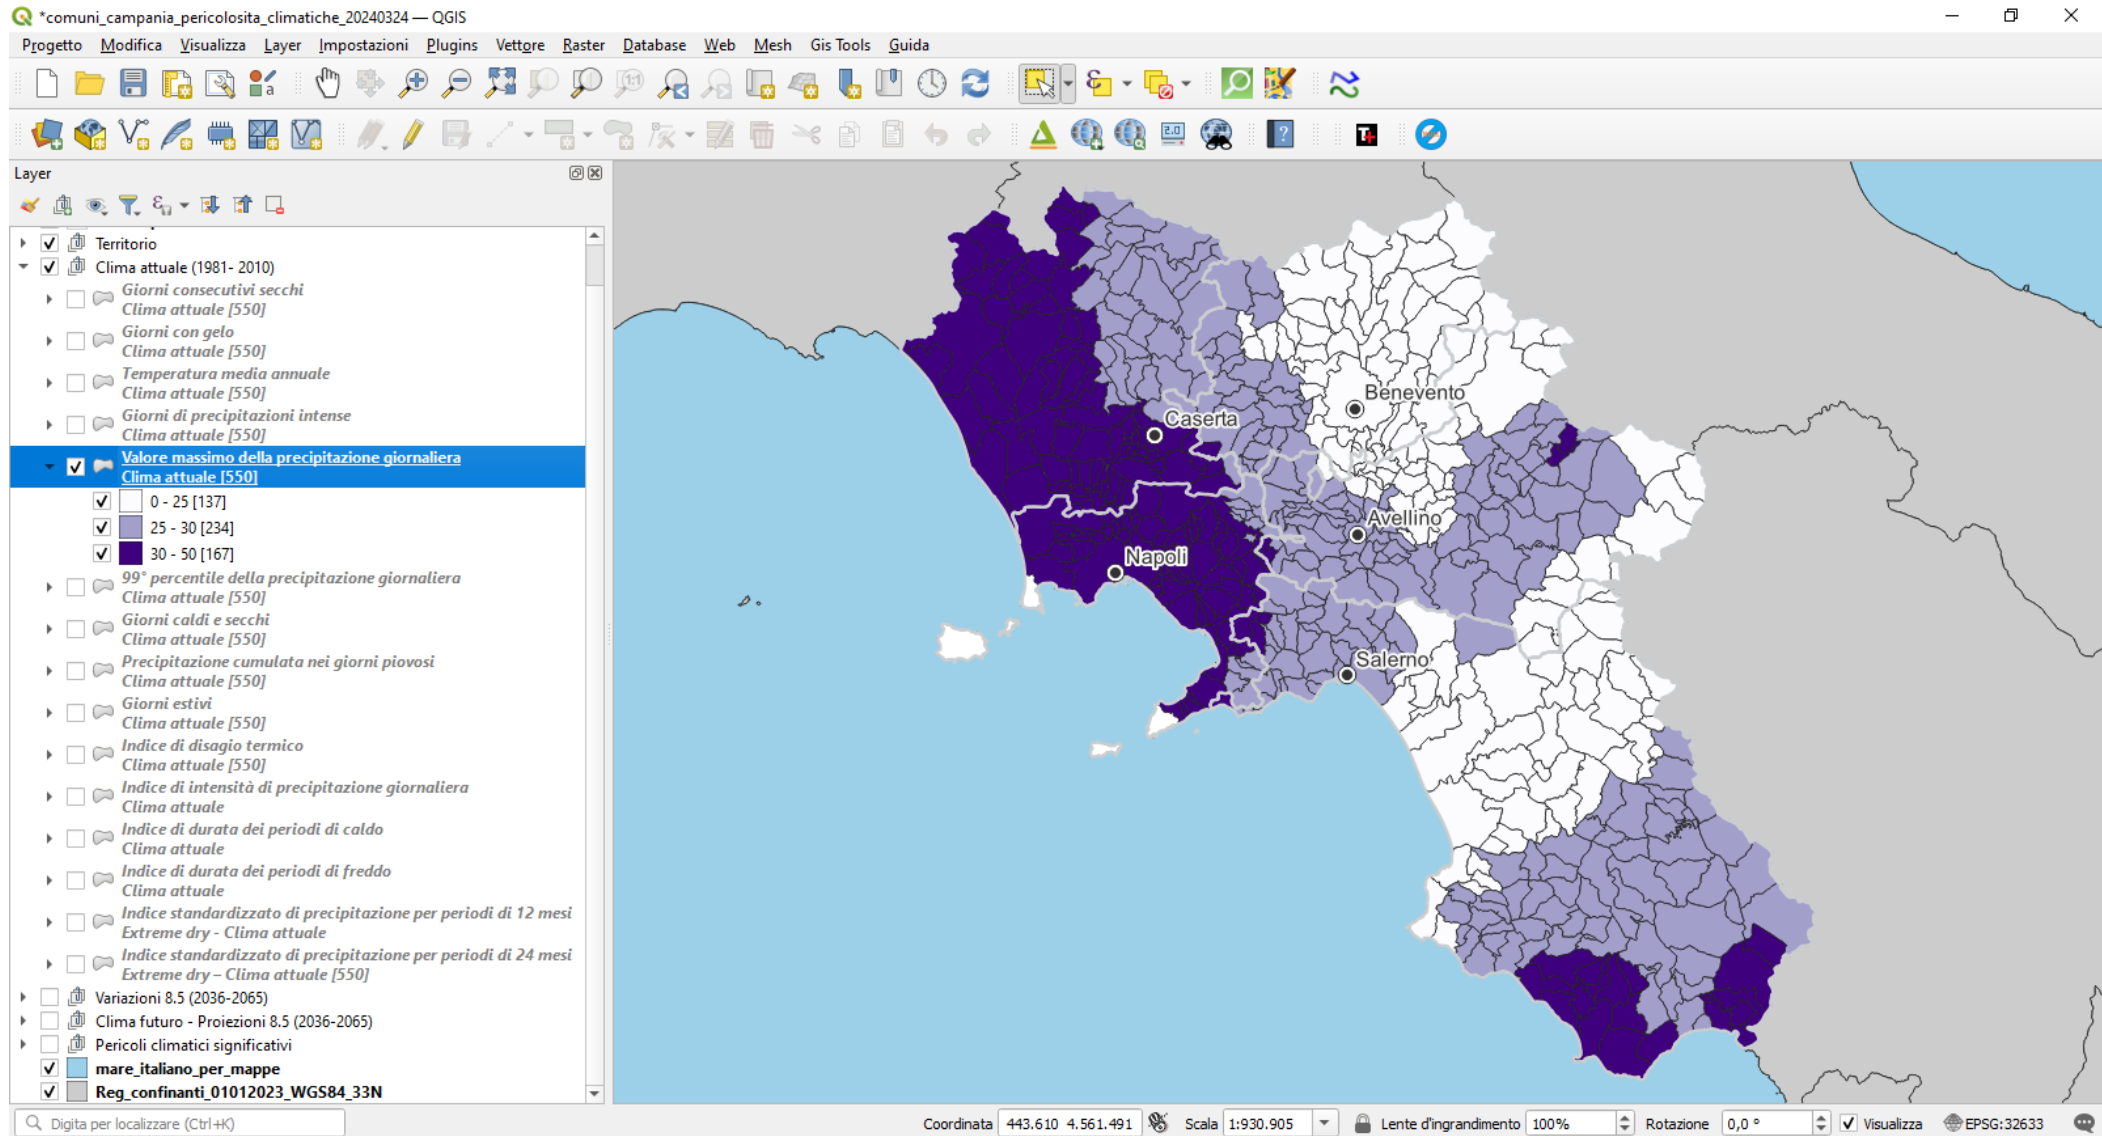 *comuni_campania_pericolosita_climatiche_20240324 — QGIS
Progetto Modifica Visualizza Layer Impostazioni Plugins Vettore Raster Database Web Mesh Gis Tools Guida
Layer
Territorio
Clima attuale (1981- 2010)
Giorni consecutivi secchi
Clima attuale [550]
Giorni con gelo
Clima attuale [550]
Temperatura media annuale
Clima attuale [550]
Giorni di precipitazioni intense
Clima attuale [550]
Valore massimo della precipitazione giornaliera
Clima attuale [550]
0 - 25 [137]
25 - 30 [234]
30 - 50 [167]
99° percentile della precipitazione giornaliera
Clima attuale [550]
Giorni caldi e secchi
Clima attuale [550]
Precipitazione cumulata nei giorni piovosi
Clima attuale [550]
Giorni estivi
Clima attuale [550]
Indice di disagio termico
Clima attuale [550]
Indice di intensità di precipitazione giornaliera
Clima attuale
Indice di durata dei periodi di caldo
Clima attuale
Indice di durata dei periodi di freddo
Clima attuale
Indice standardizzato di precipitazione per periodi di 12 mesi
Extreme dry - Clima attuale
Indice standardizzato di precipitazione per periodi di 24 mesi
Extreme dry – Clima attuale [550]
Variazioni 8.5 (2036-2065)
Clima futuro - Proiezioni 8.5 (2036-2065)
Pericoli climatici significativi
mare_italiano_per_mappe
Reg_confinanti_01012023_WGS84_33N
Benevento
Caserta
Avellino
Napoli
Salerno
Digita per localizzare (Ctrl+K)
Coordinata 443.610 4.561.491 Scala 1:930.905 Lente d'ingrandimento 100% Rotazione 0,0 ° Visualizza EPSG:32633